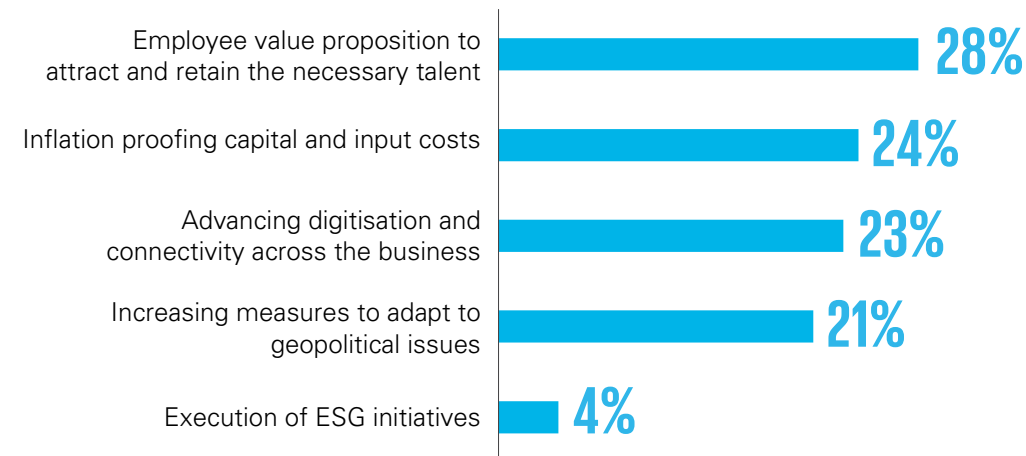 Employee value proposition to
attract and retain the necessary talent
28%
Inflation proofing capital and input costs
24%
Advancing digitisation and
connectivity across the business
23%
Increasing measures to adapt to
geopolitical issues
21%
Execution of ESG initiatives
4%